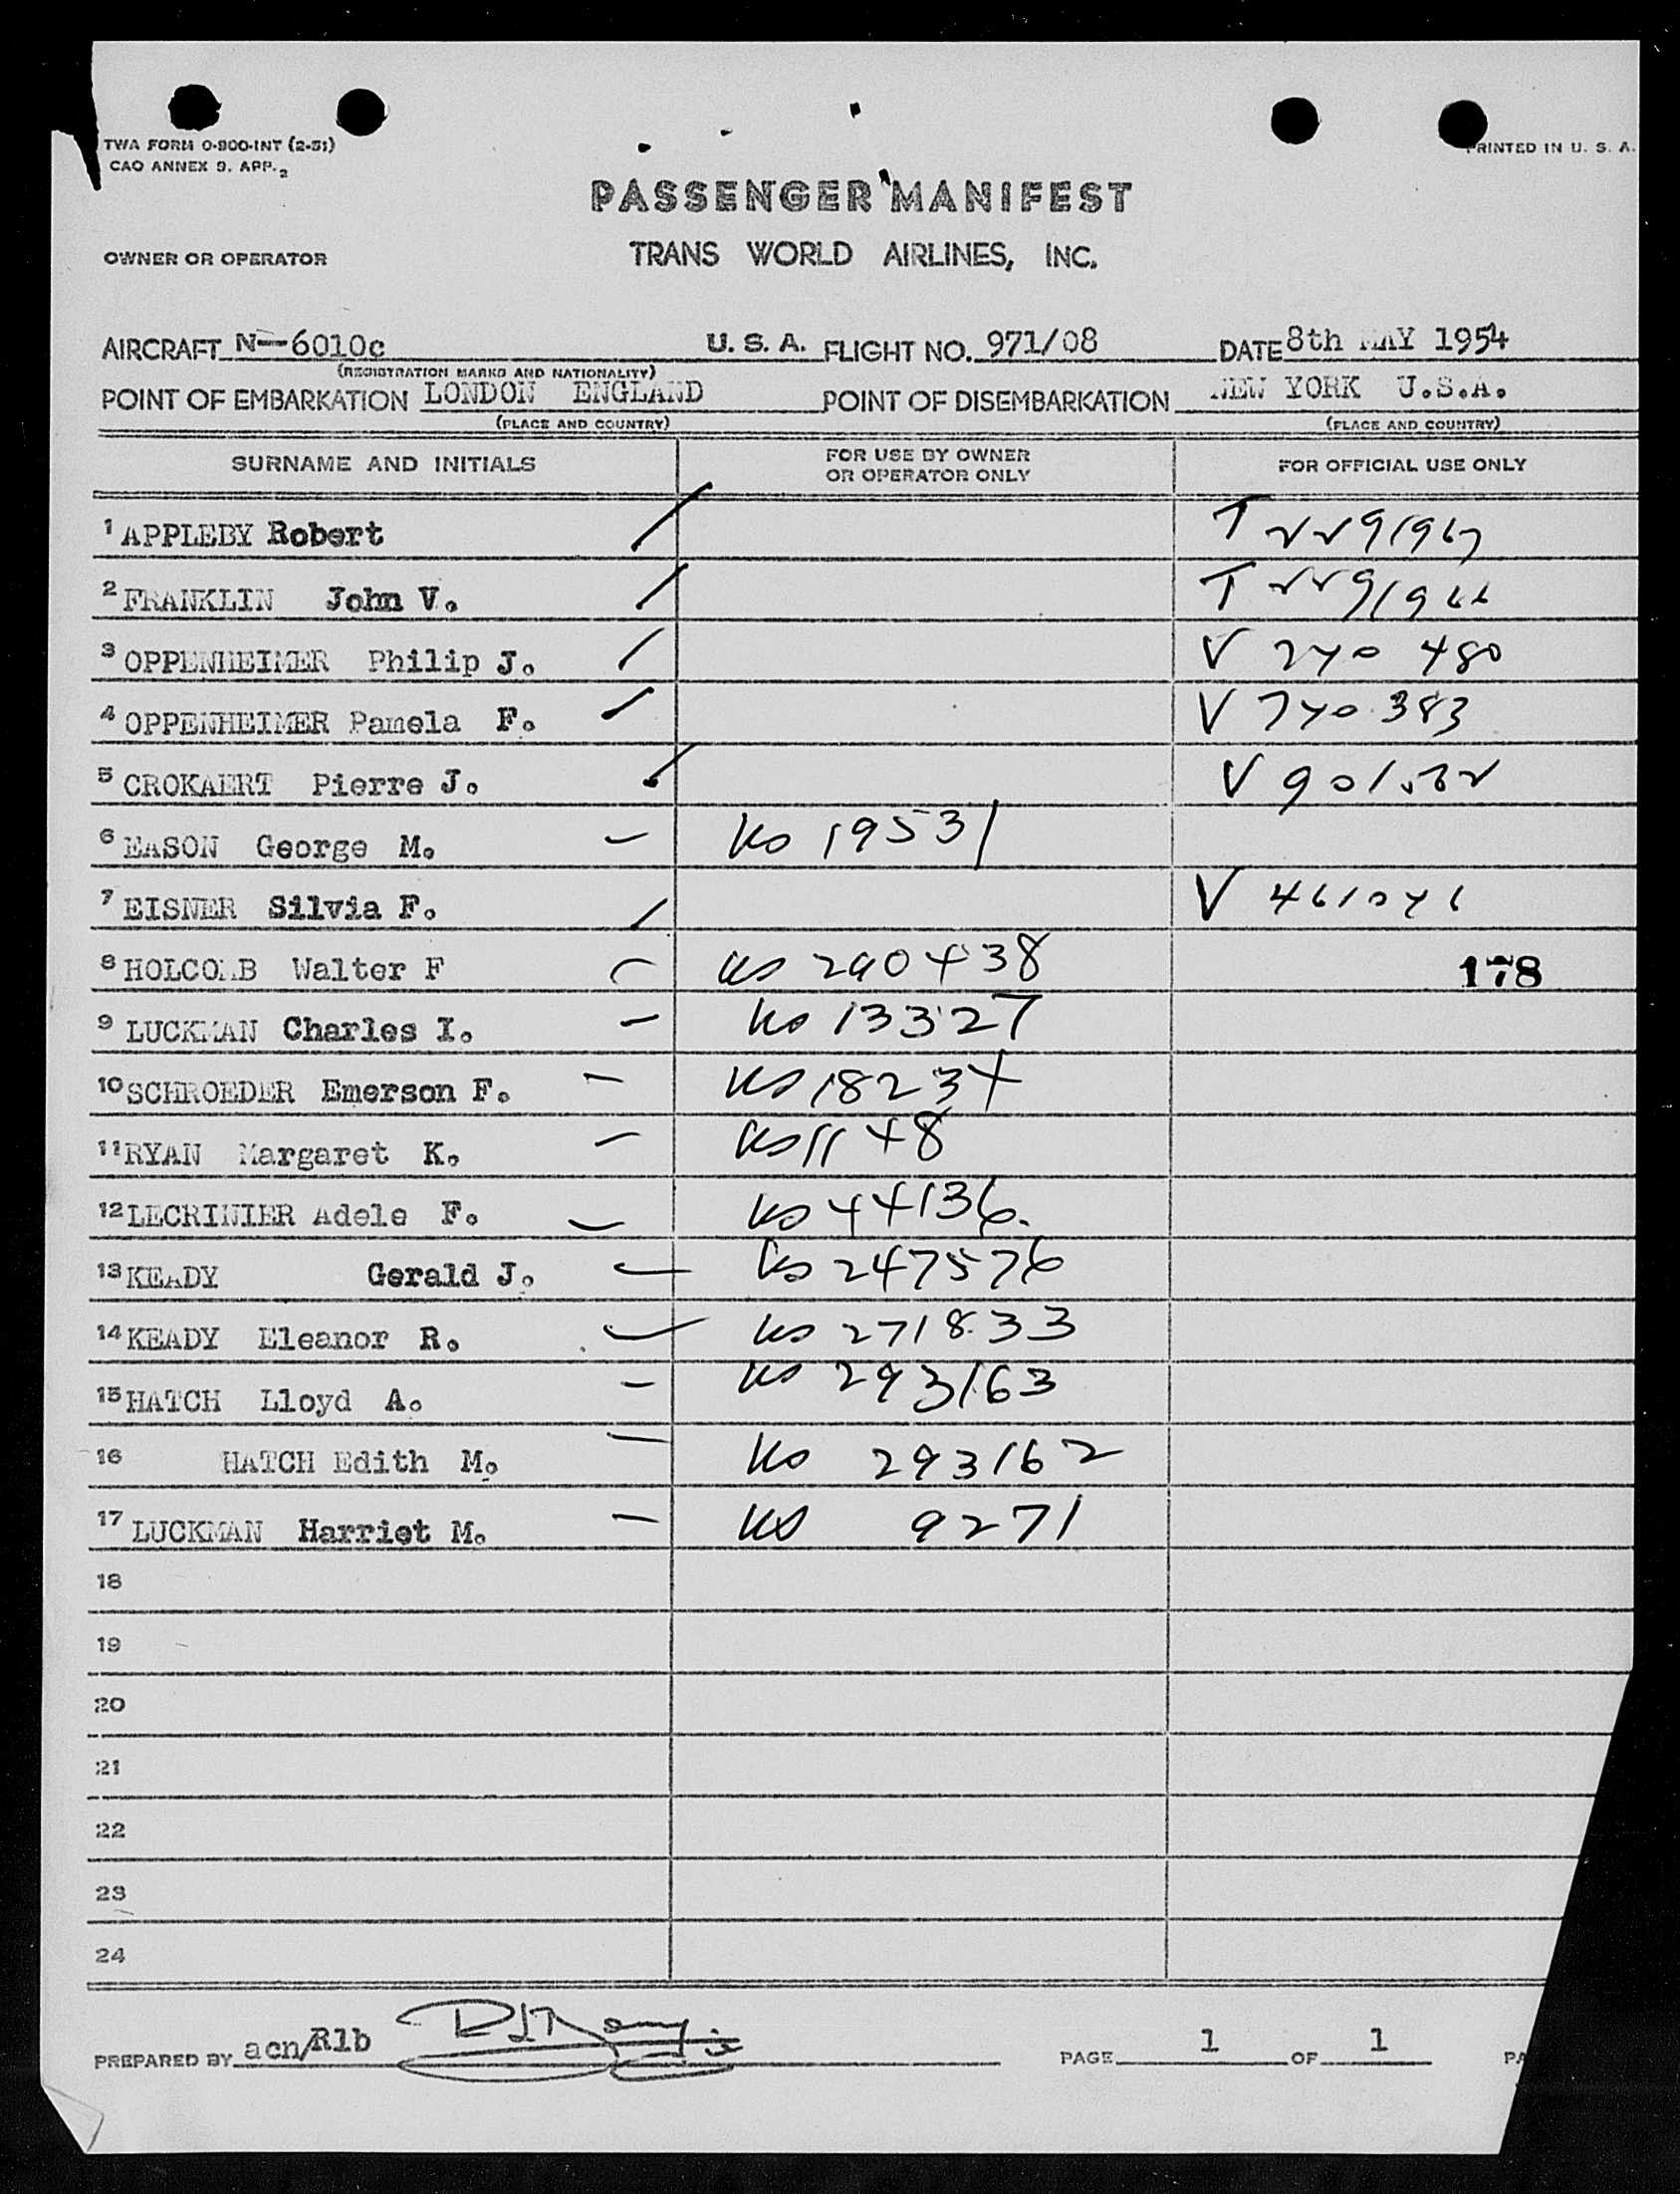 TWA FORM 0-800-INT (2-51)
CAO ANNEX 9. APP. 2
PRINTED IN U. S. A.
PASSENGER MANIFEST
OWNER OR OPERATOR TRANS WORLD AIRLINES, INC.
AIRCRAFT N-6010c U. S. A. FLIGHT NO. 971/08 DATE 8th MAY 1954
(REGISTRATION MARKS AND NATIONALITY)
POINT OF EMBARKATION LONDON ENGLAND POINT OF DISEMBARKATION NEW YORK U.S.A.
(PLACE AND COUNTRY) (PLACE AND COUNTRY)
SURNAME AND INITIALS FOR USE BY OWNER OR OPERATOR ONLY FOR OFFICIAL USE ONLY
1 APPLEBY Robert T 2291967
2 FRANKLIN John V. T 2291966
3 OPPENHEIMER Philip J. V 740 480
4 OPPENHEIMER Pamela F. V 740 383
5 CROKAERT Pierre J. V
6 EASON George M. ks 19531
7 EISNER Silvia F. V 461046
8 HOLCOMB Walter F ks 290438 178
9 LUCKMAN Charles I. ks 13327
10 SCHROEDER Emerson F. ks 18234
11 RYAN Margaret K. ks 1148
12 LECRINIER Adele F. ks 44136.
13 KEADY Gerald J. ks 247576
14 KEADY Eleanor R. ks 271833
15 HATCH Lloyd A. ks 293163
16 HATCH Edith M. ks 293162
17 LUCKMAN Harriet M. ks 9271
18
19
20
21
22
23
24
PREPARED BY acn/Rlb PAGE 1 OF 1 PA